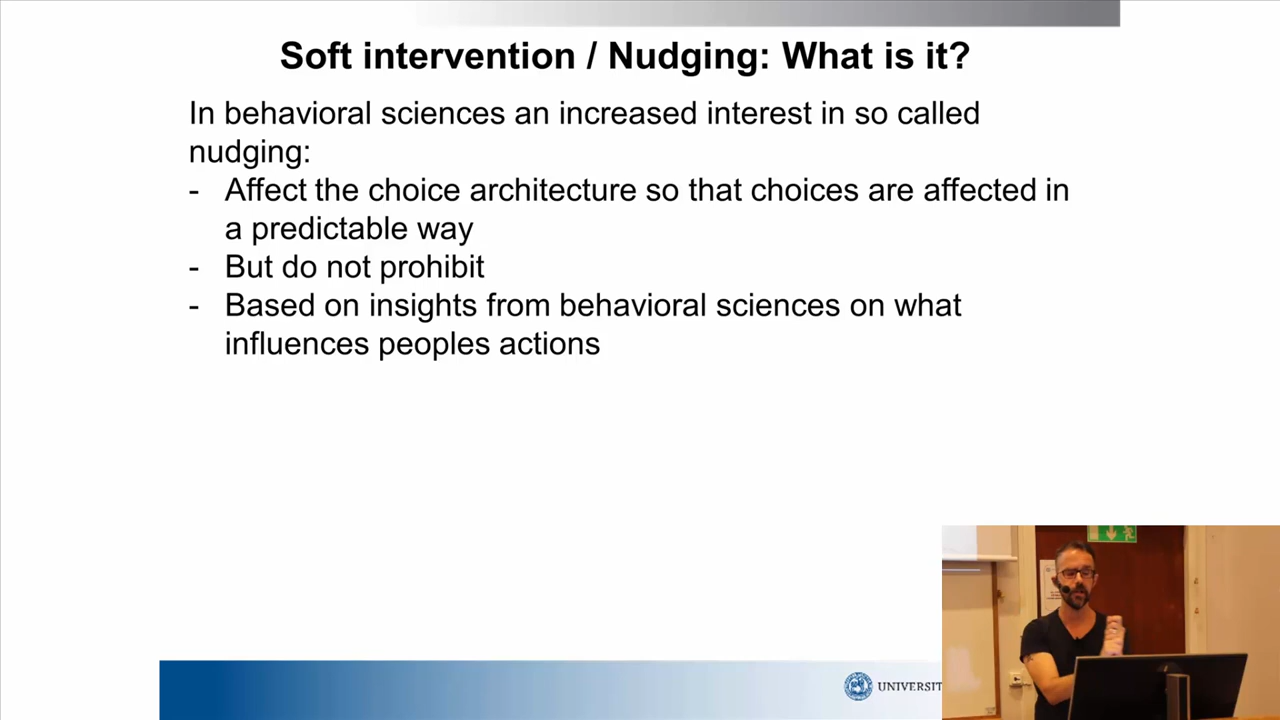 Soft intervention / Nudging: What is it?
In behavioral sciences an increased interest in so called
nudging:
- Affect the choice architecture so that choices are affected in
a predictable way
- But do not prohibit
- Based on insights from behavioral sciences on what
influences peoples actions